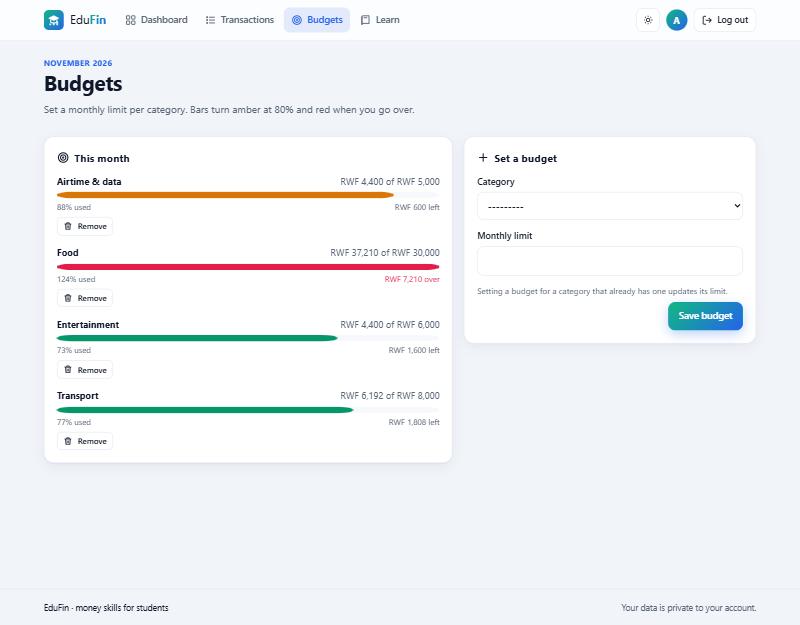 EduFin Dashboard Transactions Budgets Learn A Log out
NOVEMBER 2026
Budgets
Set a monthly limit per category. Bars turn amber at 80% and red when you go over.
This month
Airtime & data RWF 4,400 of RWF 5,000
88% used RWF 600 left
Remove
Food RWF 37,210 of RWF 30,000
124% used RWF 7,210 over
Remove
Entertainment RWF 4,400 of RWF 6,000
73% used RWF 1,600 left
Remove
Transport RWF 6,192 of RWF 8,000
77% used RWF 1,808 left
Remove
Set a budget
Category
---------
Monthly limit
Setting a budget for a category that already has one updates its limit.
Save budget
EduFin · money skills for students Your data is private to your account.